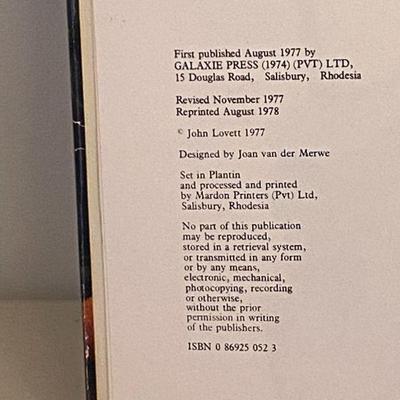 First published August 1977 by
GALAXIE PRESS (1974) (PVT) LTD,
15 Douglas Road, Salisbury, Rhodesia
Revised November 1977
Reprinted August 1978
© John Lovett 1977
Designed by Joan van der Merwe
Set in Plantin
and processed and printed
by Mardon Printers (Pvt) Ltd,
Salisbury, Rhodesia
No part of this publication
may be reproduced,
stored in a retrieval system,
or transmitted in any form
or by any means,
electronic, mechanical,
photocopying, recording
or otherwise,
without the prior
permission in writing
of the publishers.
ISBN 0 86925 052 3